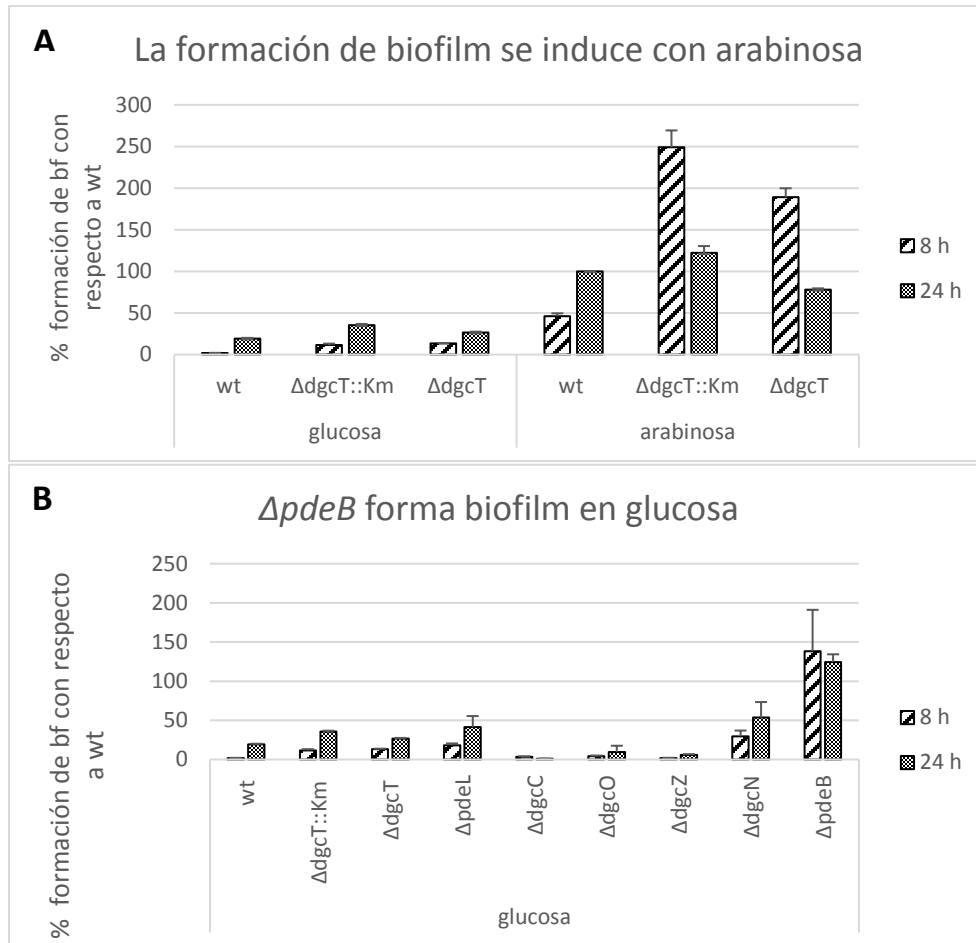 A
La formación de biofilm se induce con arabinosa
% formación de bf con
respecto a wt
300
250
200
150
100
50
0
wt
ΔdgcT::Km
ΔdgcT
wt
ΔdgcT::Km
ΔdgcT
glucosa
arabinosa
8 h
24 h
B
ΔpdeB forma biofilm en glucosa
% formación de bf con respecto
a wt
250
200
150
100
50
0
wt
ΔdgcT::Km
ΔdgcT
ΔpdeL
ΔdgcC
ΔdgcO
ΔdgcZ
ΔdgcN
ΔpdeB
glucosa
8 h
24 h